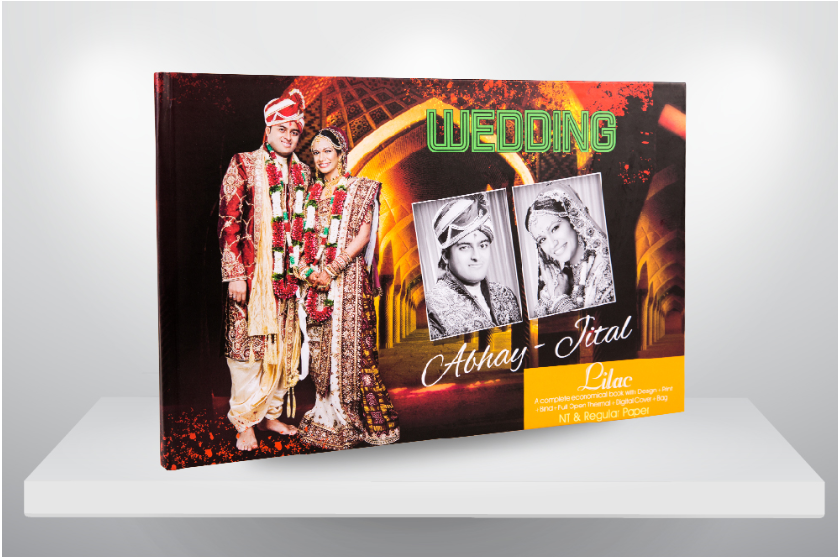 WEDDING
Abhay - Jital
Lilac
A complete economical book with Design + Print
+ Bind + Full Open Thermal + Digital Cover + Bag
NT & Regular Paper